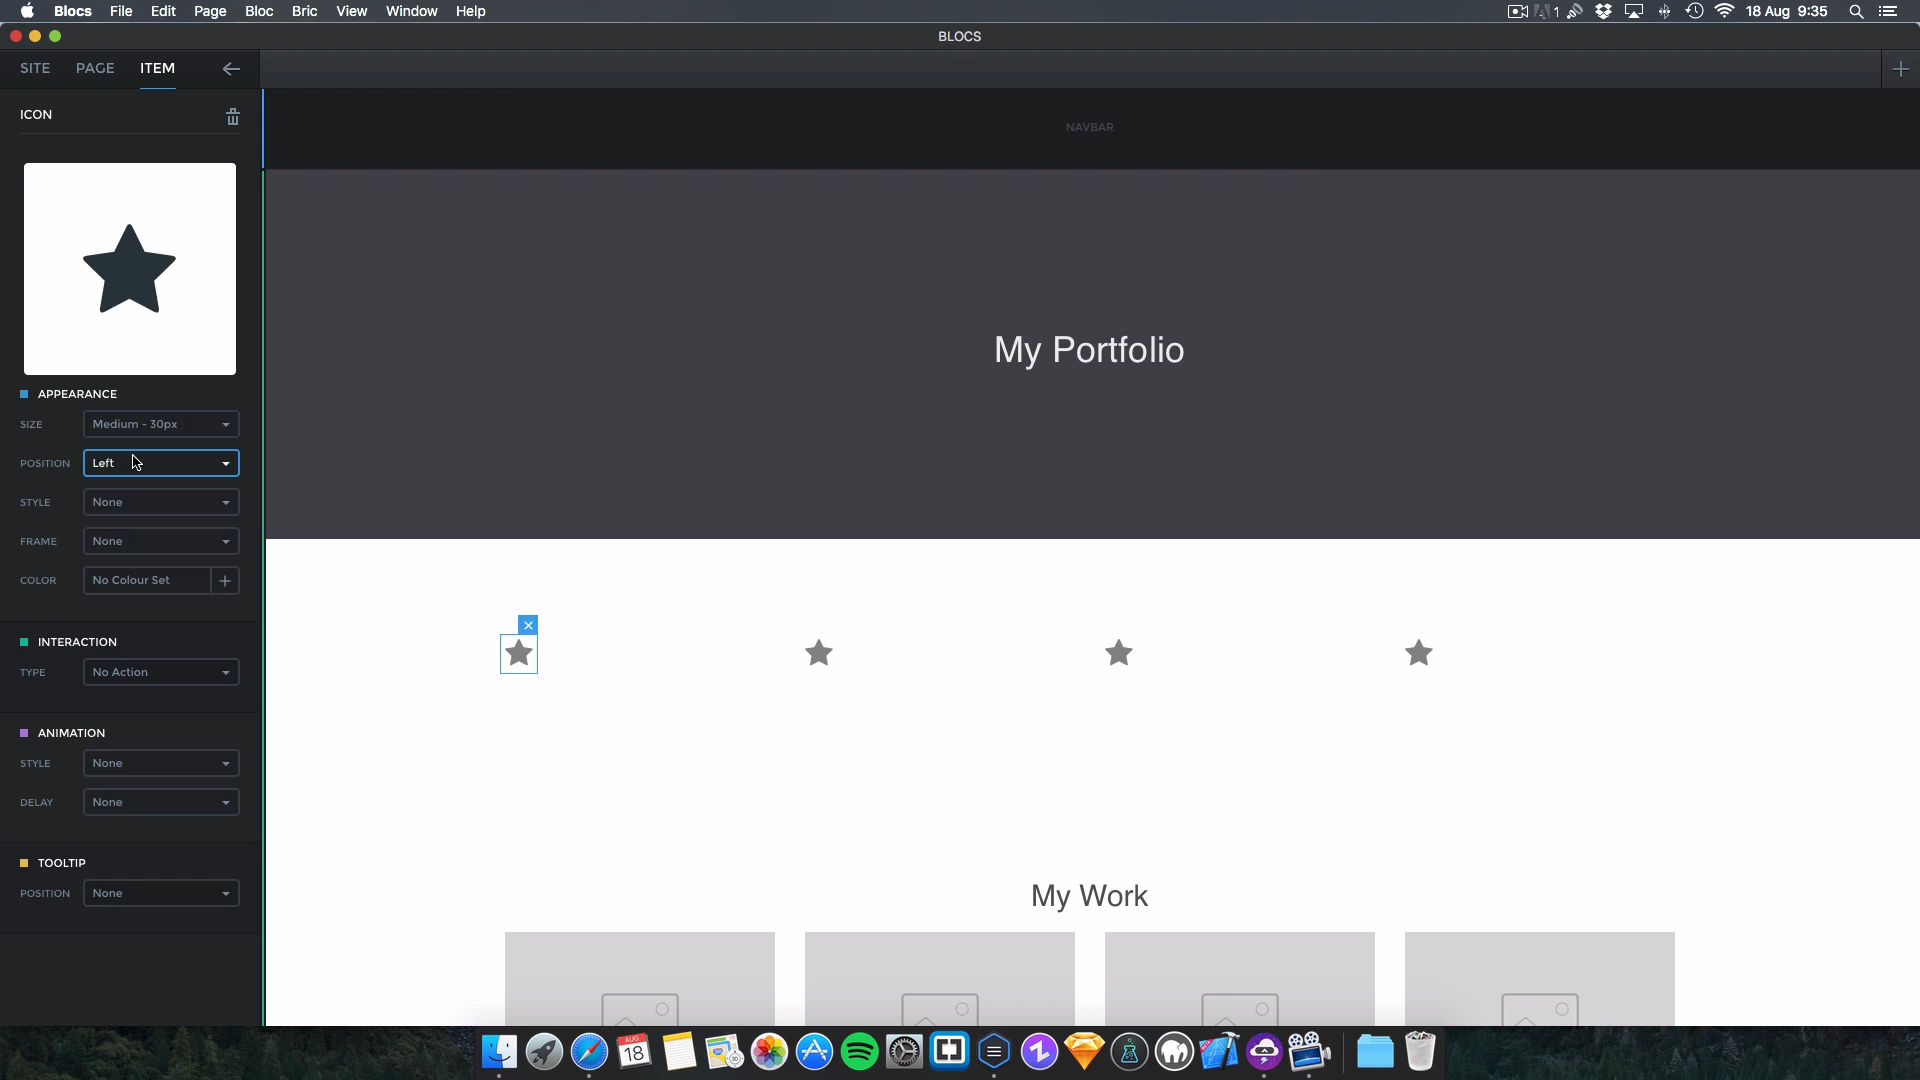 Blocs File Edit Page Bloc Bric View Window Help
1 18 Aug 9:35
BLOCS
SITE PAGE ITEM
ICON
NAVBAR
My Portfolio
APPEARANCE
SIZE Medium - 30px
POSITION Left
STYLE None
FRAME None
COLOR No Colour Set
INTERACTION
TYPE No Action
ANIMATION
STYLE None
DELAY None
TOOLTIP
POSITION None
My Work
AUG
18